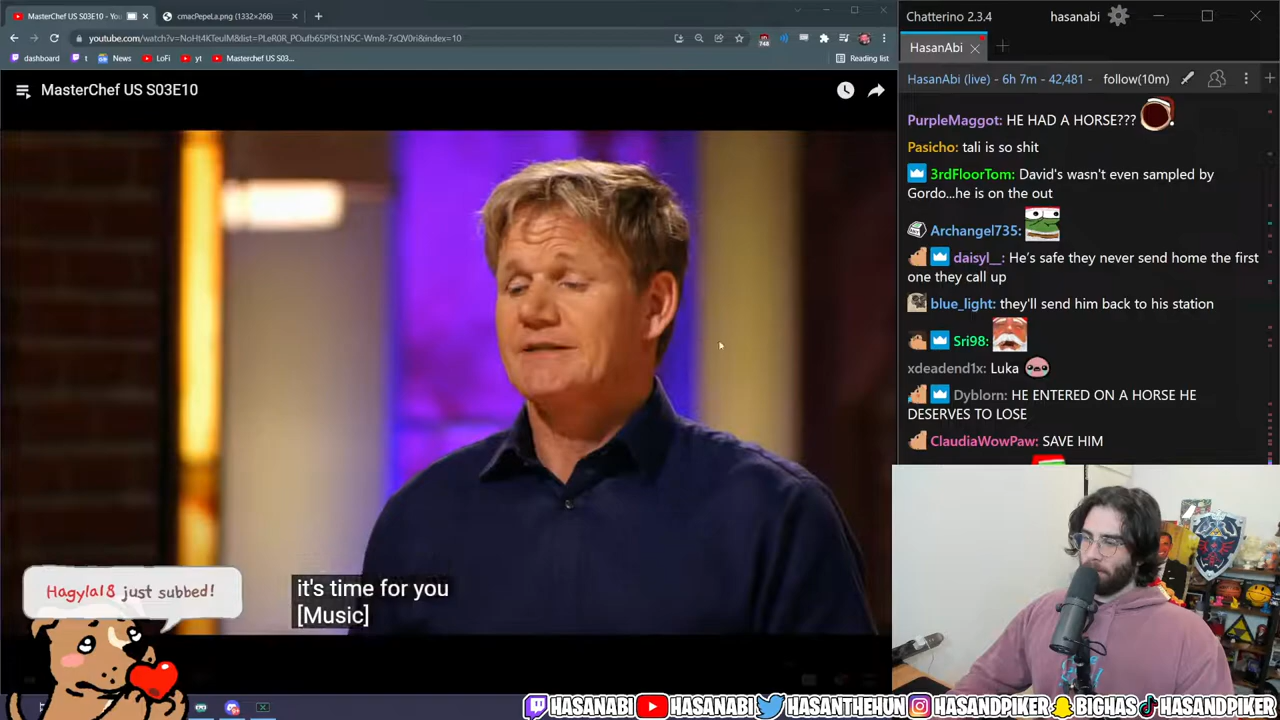 MasterChef US S03E10 - You
cmacPepeLa.png (1332×266)
youtube.com/watch?v=NoHt4KTeulM&list=PLeR0R_POufb65PfSt1N5C-Wm8-7sQV0ri&index=10
748
dashboard
t
News
LoFi
yt
Masterchef US S03...
Reading list
MasterChef US S03E10
it's time for you
[Music]
Hagyla18 just subbed!
Chatterino 2.3.4
hasanabi
HasanAbi
HasanAbi (live) - 6h 7m - 42,481 -
follow(10m)
PurpleMaggot: HE HAD A HORSE???
Pasicho: tali is so shit
3rdFloorTom: David's wasn't even sampled by
Gordo...he is on the out
Archangel735:
daisyl__: He's safe they never send home the first
one they call up
blue_light: they'll send him back to his station
Sri98:
xdeadend1x: Luka
Dyblorn: HE ENTERED ON A HORSE HE
DESERVES TO LOSE
ClaudiaWowPaw: SAVE HIM
HASANABI
HASANABI
HASANTHEHUN
HASANDPIKER
BIGHAS
HASANDPIKER